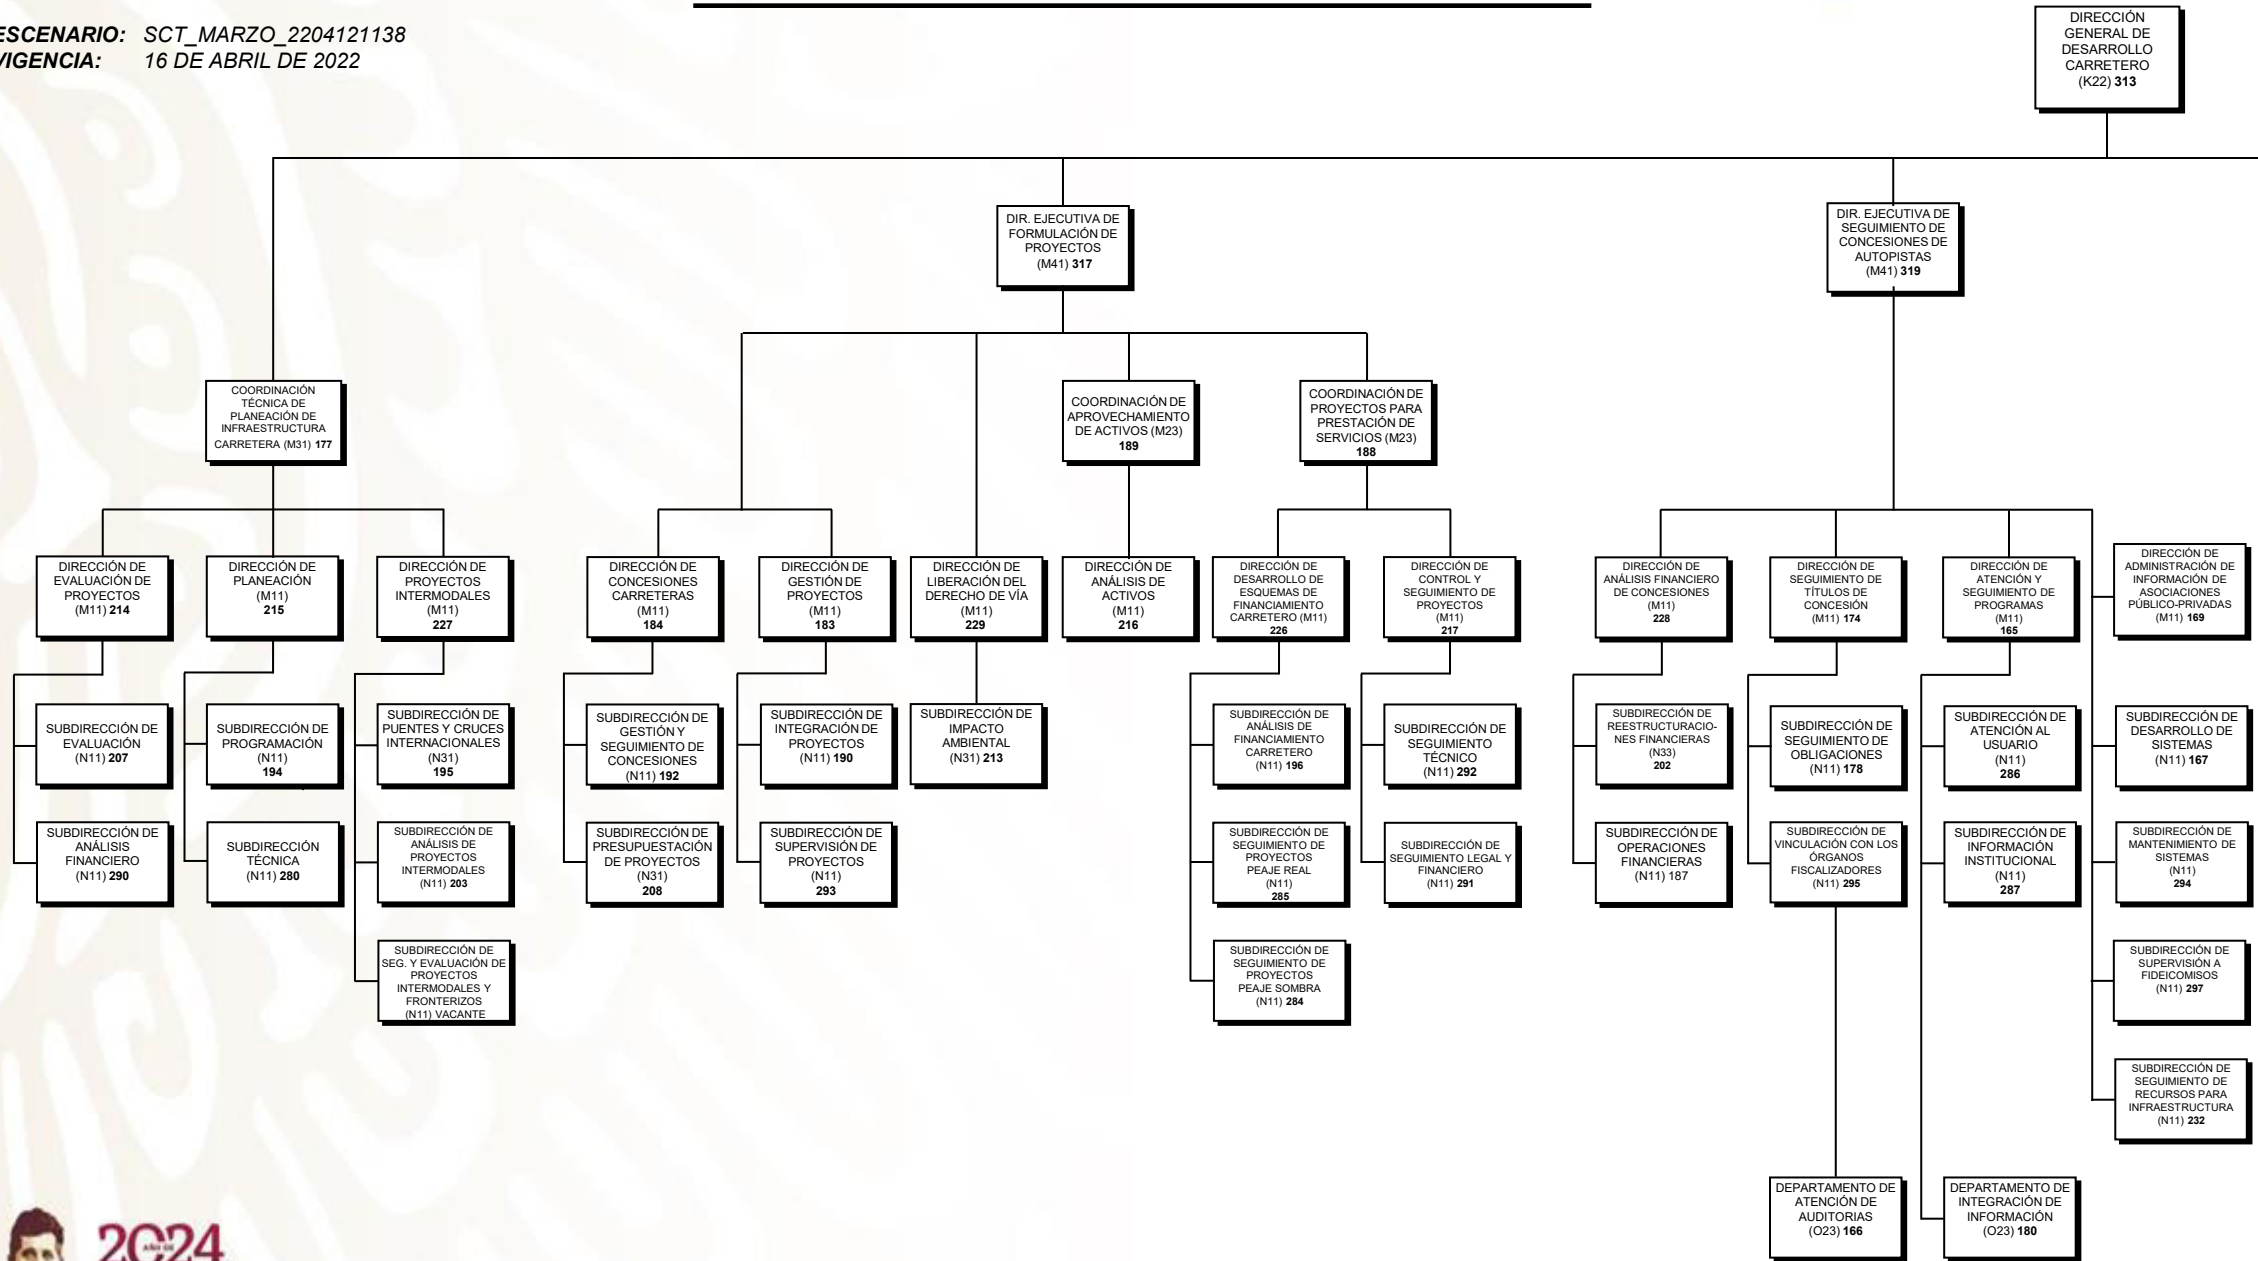 ESCENARIO: SCT_MARZO_2204121138
VIGENCIA: 16 DE ABRIL DE 2022
DIRECCIÓN
GENERAL DE
DESARROLLO
CARRETERO
(K22) 313
DIR. EJECUTIVA DE
FORMULACIÓN DE
PROYECTOS
(M41) 317
DIR. EJECUTIVA DE
SEGUIMIENTO DE
CONCESIONES DE
AUTOPISTAS
(M41) 319
COORDINACIÓN
TÉCNICA DE
PLANEACIÓN DE
INFRAESTRUCTURA
CARRETERA (M31) 177
COORDINACIÓN DE
APROVECHAMIENTO
DE ACTIVOS (M23)
189
COORDINACIÓN DE
PROYECTOS PARA
PRESTACIÓN DE
SERVICIOS (M23)
188
DIRECCIÓN DE
EVALUACIÓN DE
PROYECTOS
(M11) 214
DIRECCIÓN DE
PLANEACIÓN
(M11)
215
DIRECCIÓN DE
PROYECTOS
INTERMODALES
(M11)
227
DIRECCIÓN DE
CONCESIONES
CARRETERAS
(M11)
184
DIRECCIÓN DE
GESTIÓN DE
PROYECTOS
(M11)
183
DIRECCIÓN DE
LIBERACIÓN DEL
DERECHO DE VÍA
(M11)
229
DIRECCIÓN DE
ANÁLISIS DE
ACTIVOS
(M11)
216
DIRECCIÓN DE
DESARROLLO DE
ESQUEMAS DE
FINANCIAMIENTO
CARRETERO (M11)
226
DIRECCIÓN DE
CONTROL Y
SEGUIMIENTO DE
PROYECTOS
(M11)
217
DIRECCIÓN DE
ANÁLISIS FINANCIERO
DE CONCESIONES
(M11)
228
DIRECCIÓN DE
SEGUIMIENTO DE
TÍTULOS DE
CONCESIÓN
(M11) 174
DIRECCIÓN DE
ATENCIÓN Y
SEGUIMIENTO DE
PROGRAMAS
(M11)
165
DIRECCIÓN DE
ADMINISTRACIÓN DE
INFORMACIÓN DE
ASOCIACIONES
PÚBLICO-PRIVADAS
(M11) 169
SUBDIRECCIÓN DE
EVALUACIÓN
(N11) 207
SUBDIRECCIÓN DE
PROGRAMACIÓN
(N11)
194
SUBDIRECCIÓN DE
PUENTES Y CRUCES
INTERNACIONALES
(N31)
195
SUBDIRECCIÓN DE
GESTIÓN Y
SEGUIMIENTO DE
CONCESIONES
(N11) 192
SUBDIRECCIÓN DE
INTEGRACIÓN DE
PROYECTOS
(N11) 190
SUBDIRECCIÓN DE
IMPACTO
AMBIENTAL
(N31) 213
SUBDIRECCIÓN DE
ANÁLISIS DE
FINANCIAMIENTO
CARRETERO
(N11) 196
SUBDIRECCIÓN DE
SEGUIMIENTO
TÉCNICO
(N11) 292
SUBDIRECCIÓN DE
REESTRUCTURACIO-
NES FINANCIERAS
(N33)
202
SUBDIRECCIÓN DE
SEGUIMIENTO DE
OBLIGACIONES
(N11) 178
SUBDIRECCIÓN DE
ATENCIÓN AL
USUARIO
(N11)
286
SUBDIRECCIÓN DE
DESARROLLO DE
SISTEMAS
(N11) 167
SUBDIRECCIÓN DE
ANÁLISIS
FINANCIERO
(N11) 290
SUBDIRECCIÓN
TÉCNICA
(N11) 280
SUBDIRECCIÓN DE
ANÁLISIS DE
PROYECTOS
INTERMODALES
(N11) 203
SUBDIRECCIÓN DE
PRESUPUESTACIÓN
DE PROYECTOS
(N31)
208
SUBDIRECCIÓN DE
SUPERVISIÓN DE
PROYECTOS
(N11)
293
SUBDIRECCIÓN DE
SEGUIMIENTO DE
PROYECTOS
PEAJE REAL
(N11)
285
SUBDIRECCIÓN DE
SEGUIMIENTO LEGAL Y
FINANCIERO
(N11) 291
SUBDIRECCIÓN DE
OPERACIONES
FINANCIERAS
(N11) 187
SUBDIRECCIÓN DE
VINCULACIÓN CON LOS
ÓRGANOS
FISCALIZADORES
(N11) 295
SUBDIRECCIÓN DE
INFORMACIÓN
INSTITUCIONAL
(N11)
287
SUBDIRECCIÓN DE
MANTENIMIENTO DE
SISTEMAS
(N11)
294
SUBDIRECCIÓN DE
SEG. Y EVALUACIÓN DE
PROYECTOS
INTERMODALES Y
FRONTERIZOS
(N11) VACANTE
SUBDIRECCIÓN DE
SEGUIMIENTO DE
PROYECTOS
PEAJE SOMBRA
(N11) 284
SUBDIRECCIÓN DE
SUPERVISIÓN A
FIDEICOMISOS
(N11) 297
SUBDIRECCIÓN DE
SEGUIMIENTO DE
RECURSOS PARA
INFRAESTRUCTURA
(N11) 232
DEPARTAMENTO DE
ATENCIÓN DE
AUDITORIAS
(O23) 166
DEPARTAMENTO DE
INTEGRACIÓN DE
INFORMACIÓN
(O23) 180
2024
AÑO DE